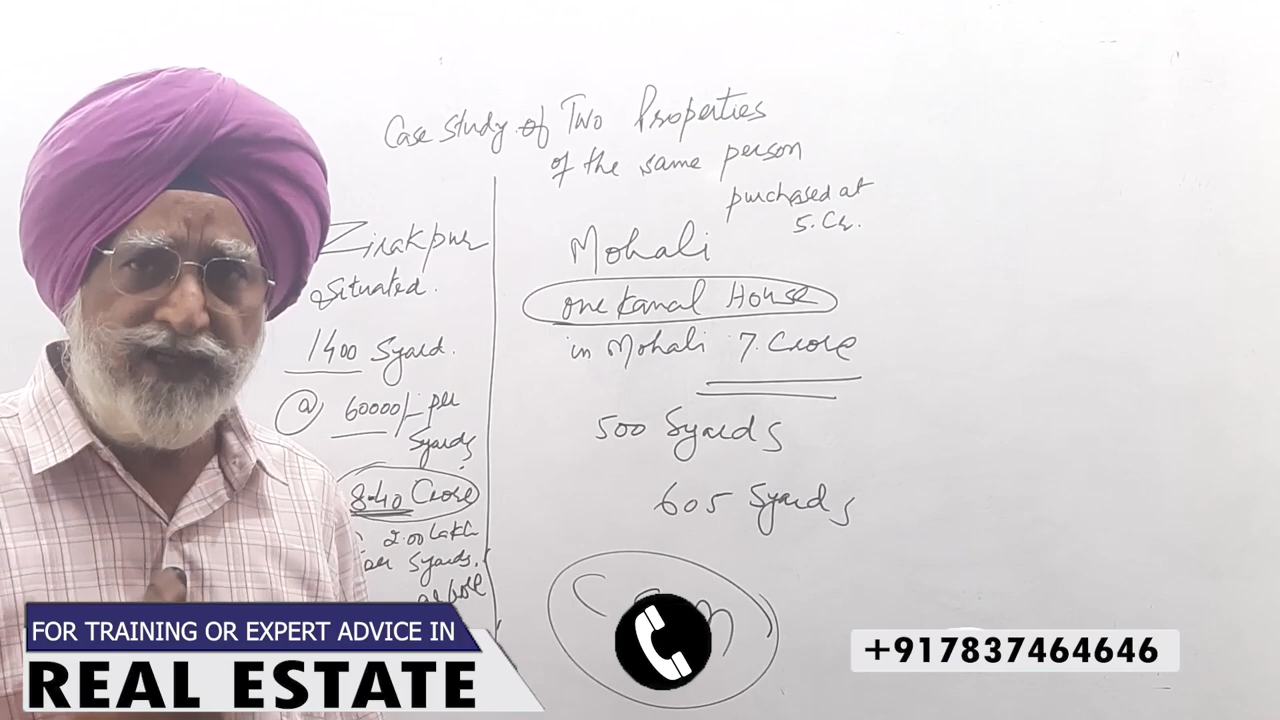 Case Study of Two Properties
of the same person
Zirakpur
Situated.
1400 Syard.
@ 60000/- per
Syards
8.40 Crore
2.00 lakh
per Syards.
purchased at
5. Cr.
Mohali
one Kanal House
in Mohali 7. Crore
500 Syards
605 Syards
FOR TRAINING OR EXPERT ADVICE IN
REAL ESTATE
+917837464646